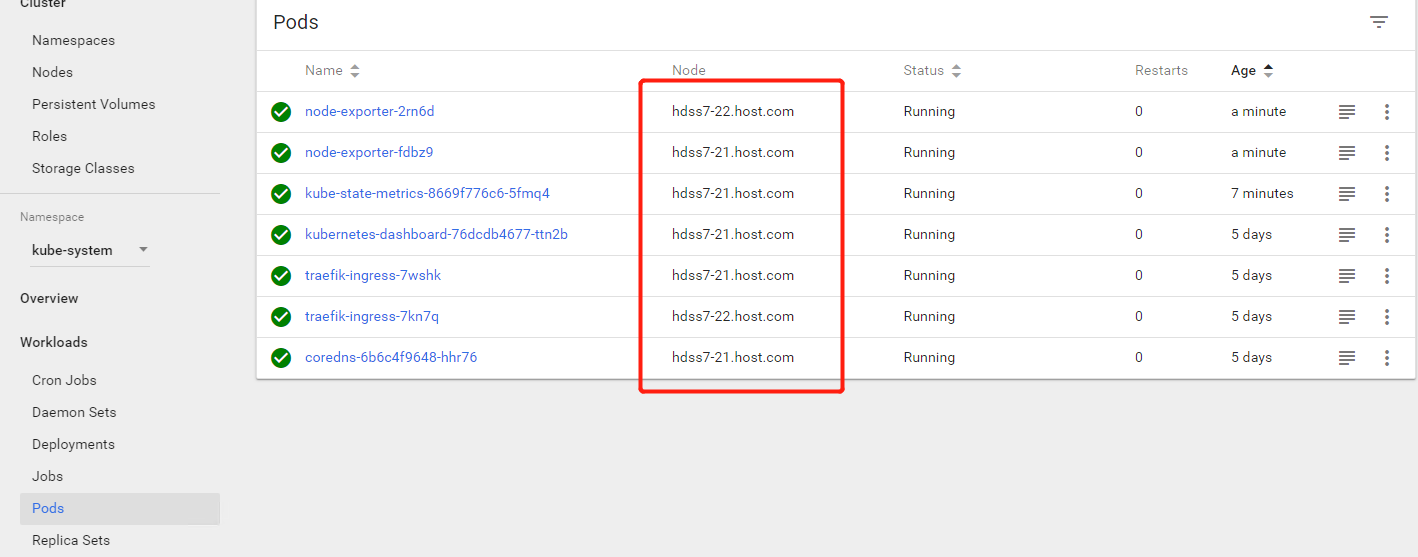 Cluster
Namespaces
Nodes
Persistent Volumes
Roles
Storage Classes
Namespace
kube-system
Overview
Workloads
Cron Jobs
Daemon Sets
Deployments
Jobs
Pods
Replica Sets
Pods
Name Node Status Restarts Age
node-exporter-2rn6d hdss7-22.host.com Running 0 a minute
node-exporter-fdbz9 hdss7-21.host.com Running 0 a minute
kube-state-metrics-8669f776c6-5fmq4 hdss7-21.host.com Running 0 7 minutes
kubernetes-dashboard-76dcdb4677-ttn2b hdss7-21.host.com Running 0 5 days
traefik-ingress-7wshk hdss7-21.host.com Running 0 5 days
traefik-ingress-7kn7q hdss7-22.host.com Running 0 5 days
coredns-6b6c4f9648-hhr76 hdss7-21.host.com Running 0 5 days